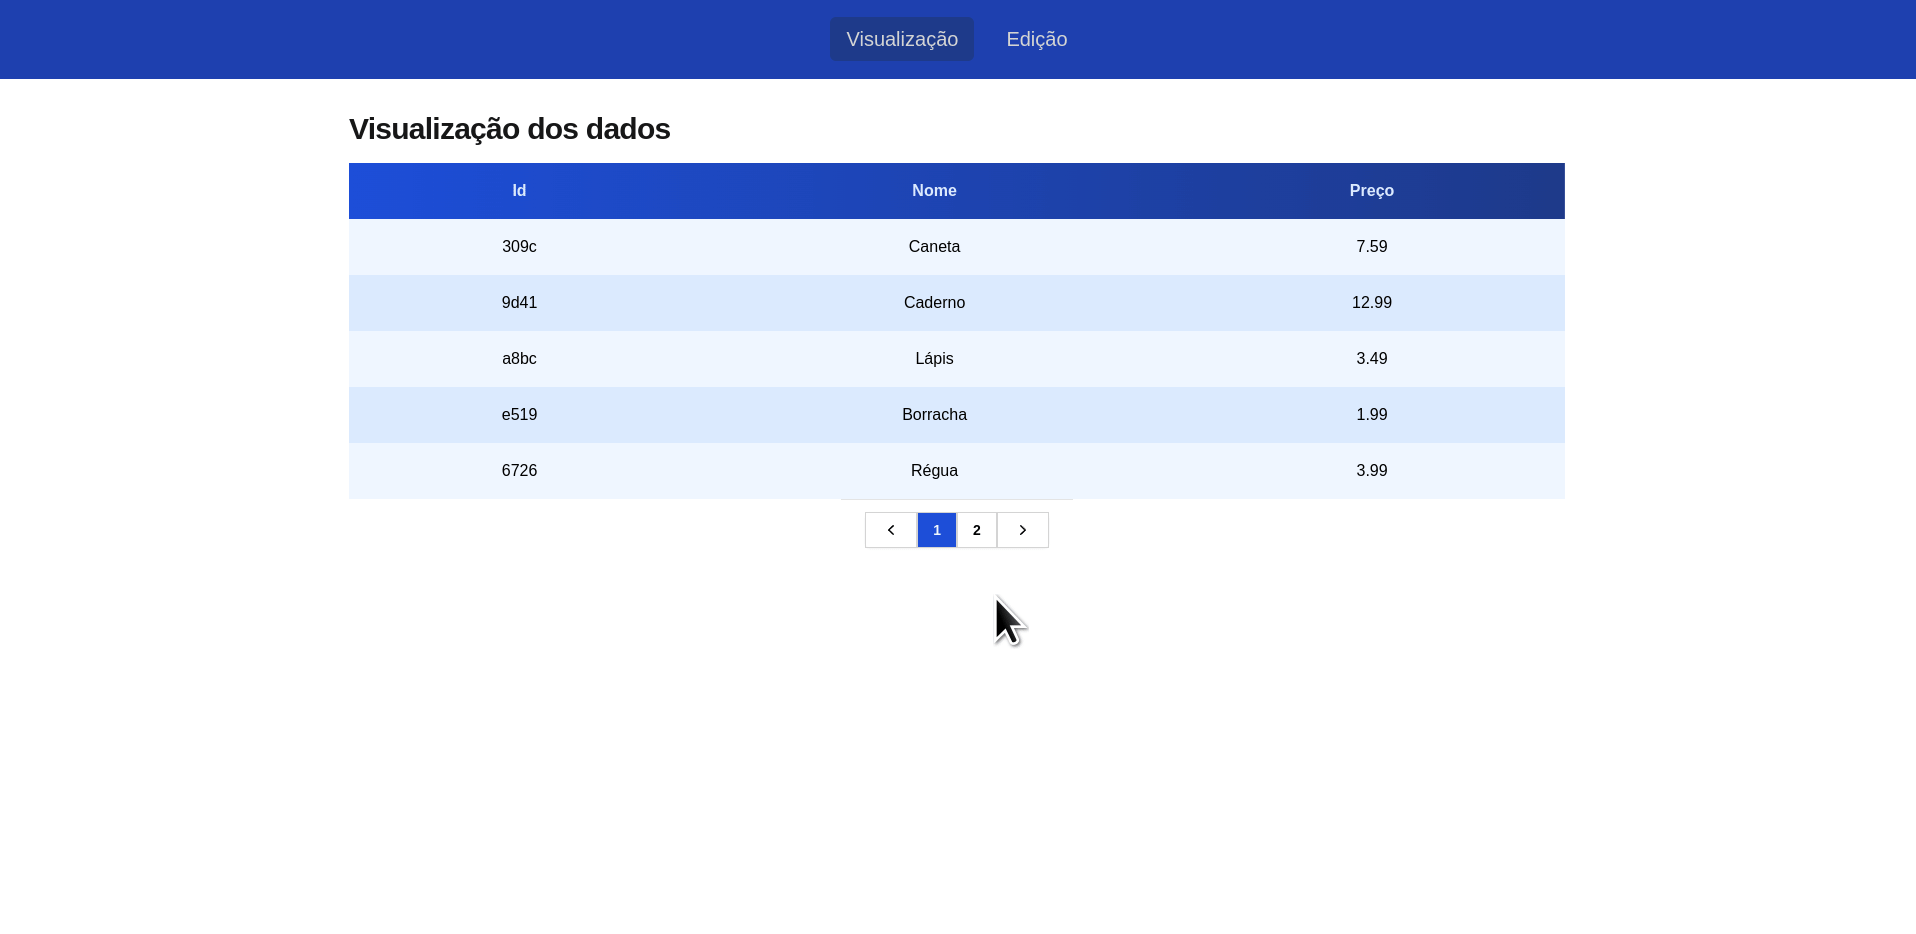 Visualização Edição
Visualização dos dados
Id Nome Preço
309c Caneta 7.59
9d41 Caderno 12.99
a8bc Lápis 3.49
e519 Borracha 1.99
6726 Régua 3.99
1 2